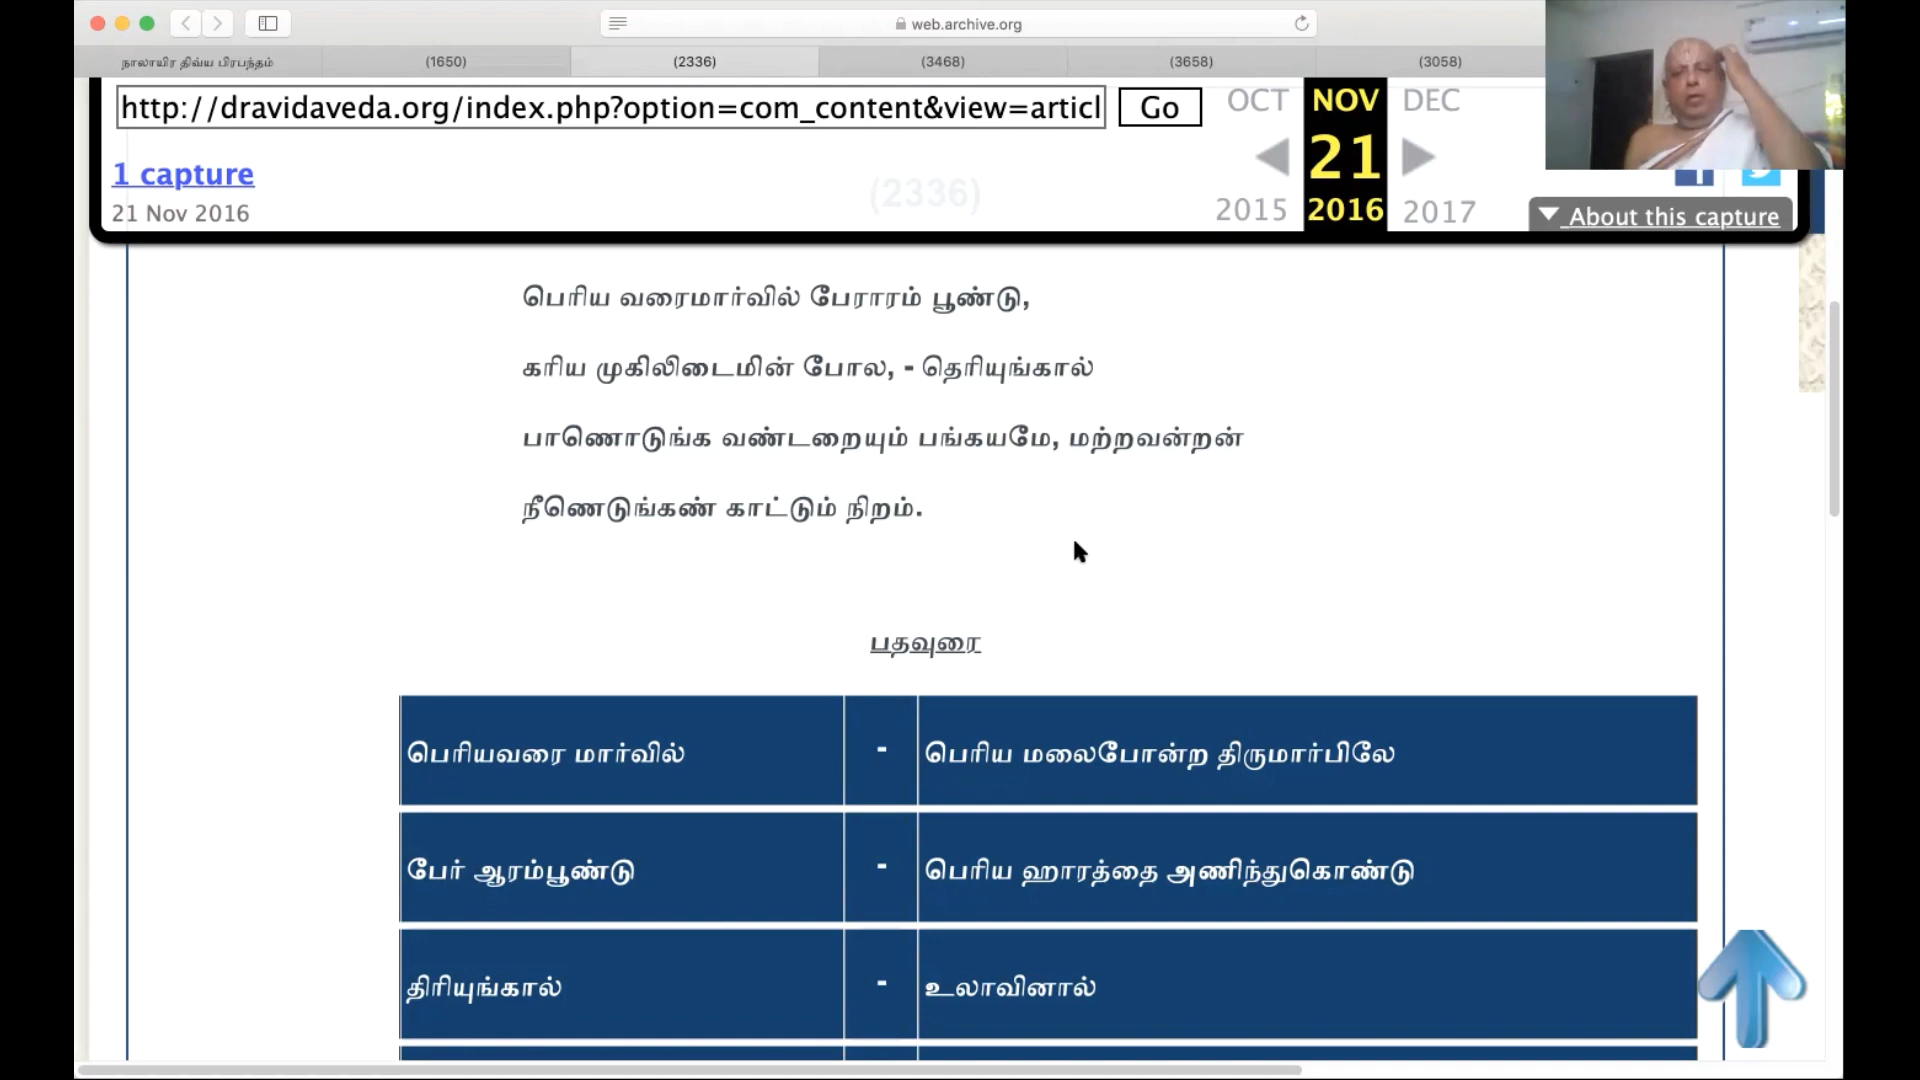 web.archive.org
நாலாயிர திவ்ய பிரபந்தம்
(1650)
(2336)
(3468)
(3658)
(3058)
http://dravidaveda.org/index.php?option=com_content&view=articl
Go
OCT
NOV
DEC
21
1 capture
21 Nov 2016
(2336)
2015
2016
2017
▼ About this capture
பெரிய வரைமார்வில் பேராரம் பூண்டு,
கரிய முகிலிடைமின் போல, - தெரியுங்கால்
பாணொடுங்க வண்டறையும் பங்கயமே, மற்றவன்றன்
நீணெடுங்கண் காட்டும் நிறம்.
பதவுரை
பெரியவரை மார்வில் - பெரிய மலைபோன்ற திருமார்பிலே
பேர் ஆரம்பூண்டு - பெரிய ஹாரத்தை அணிந்துகொண்டு
திரியுங்கால் - உலாவினால்